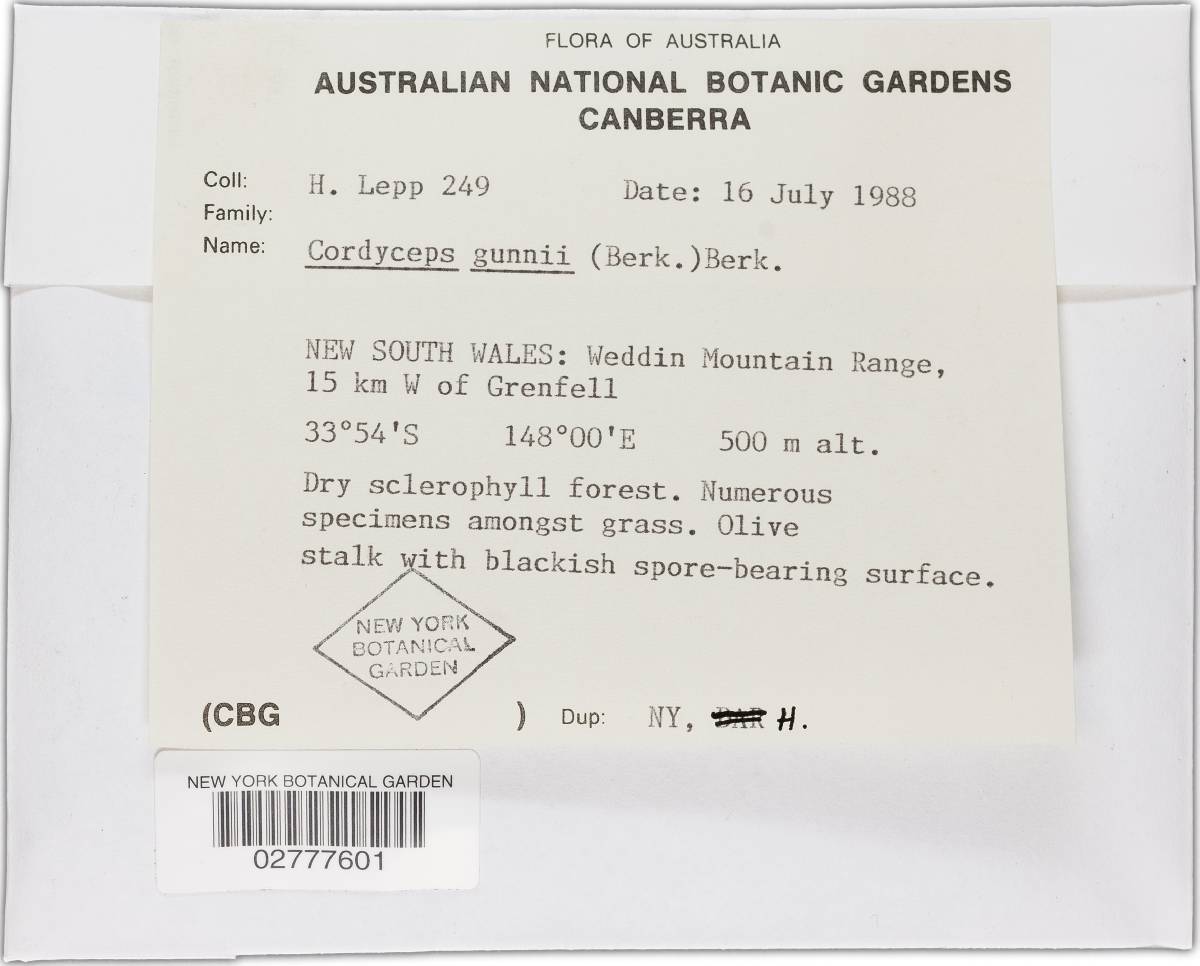 FLORA OF AUSTRALIA
AUSTRALIAN NATIONAL BOTANIC GARDENS
CANBERRA
Coll: H. Lepp 249 Date: 16 July 1988
Family:
Name: Cordyceps gunnii (Berk.)Berk.
NEW SOUTH WALES: Weddin Mountain Range,
15 km W of Grenfell
33°54'S 148°00'E 500 m alt.
Dry sclerophyll forest. Numerous
specimens amongst grass. Olive
stalk with blackish spore-bearing surface.
NEW YORK
BOTANICAL
GARDEN
(CBG ) Dup: NY, DAR H.
NEW YORK BOTANICAL GARDEN
02777601